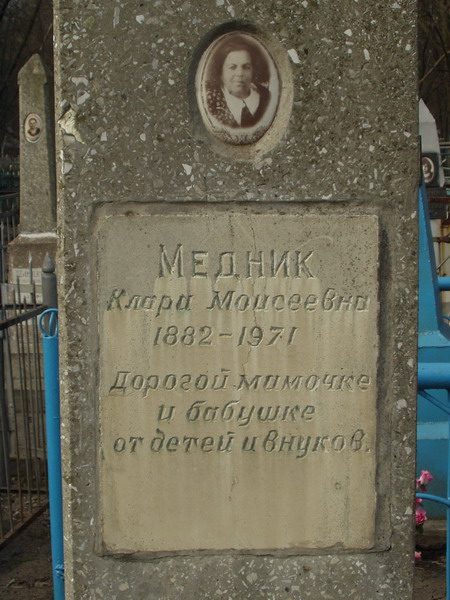 МЕДНИК
Клара Моисеевна
1882-1971
Дорогой мамочке
и бабушке
от детей и внуков.